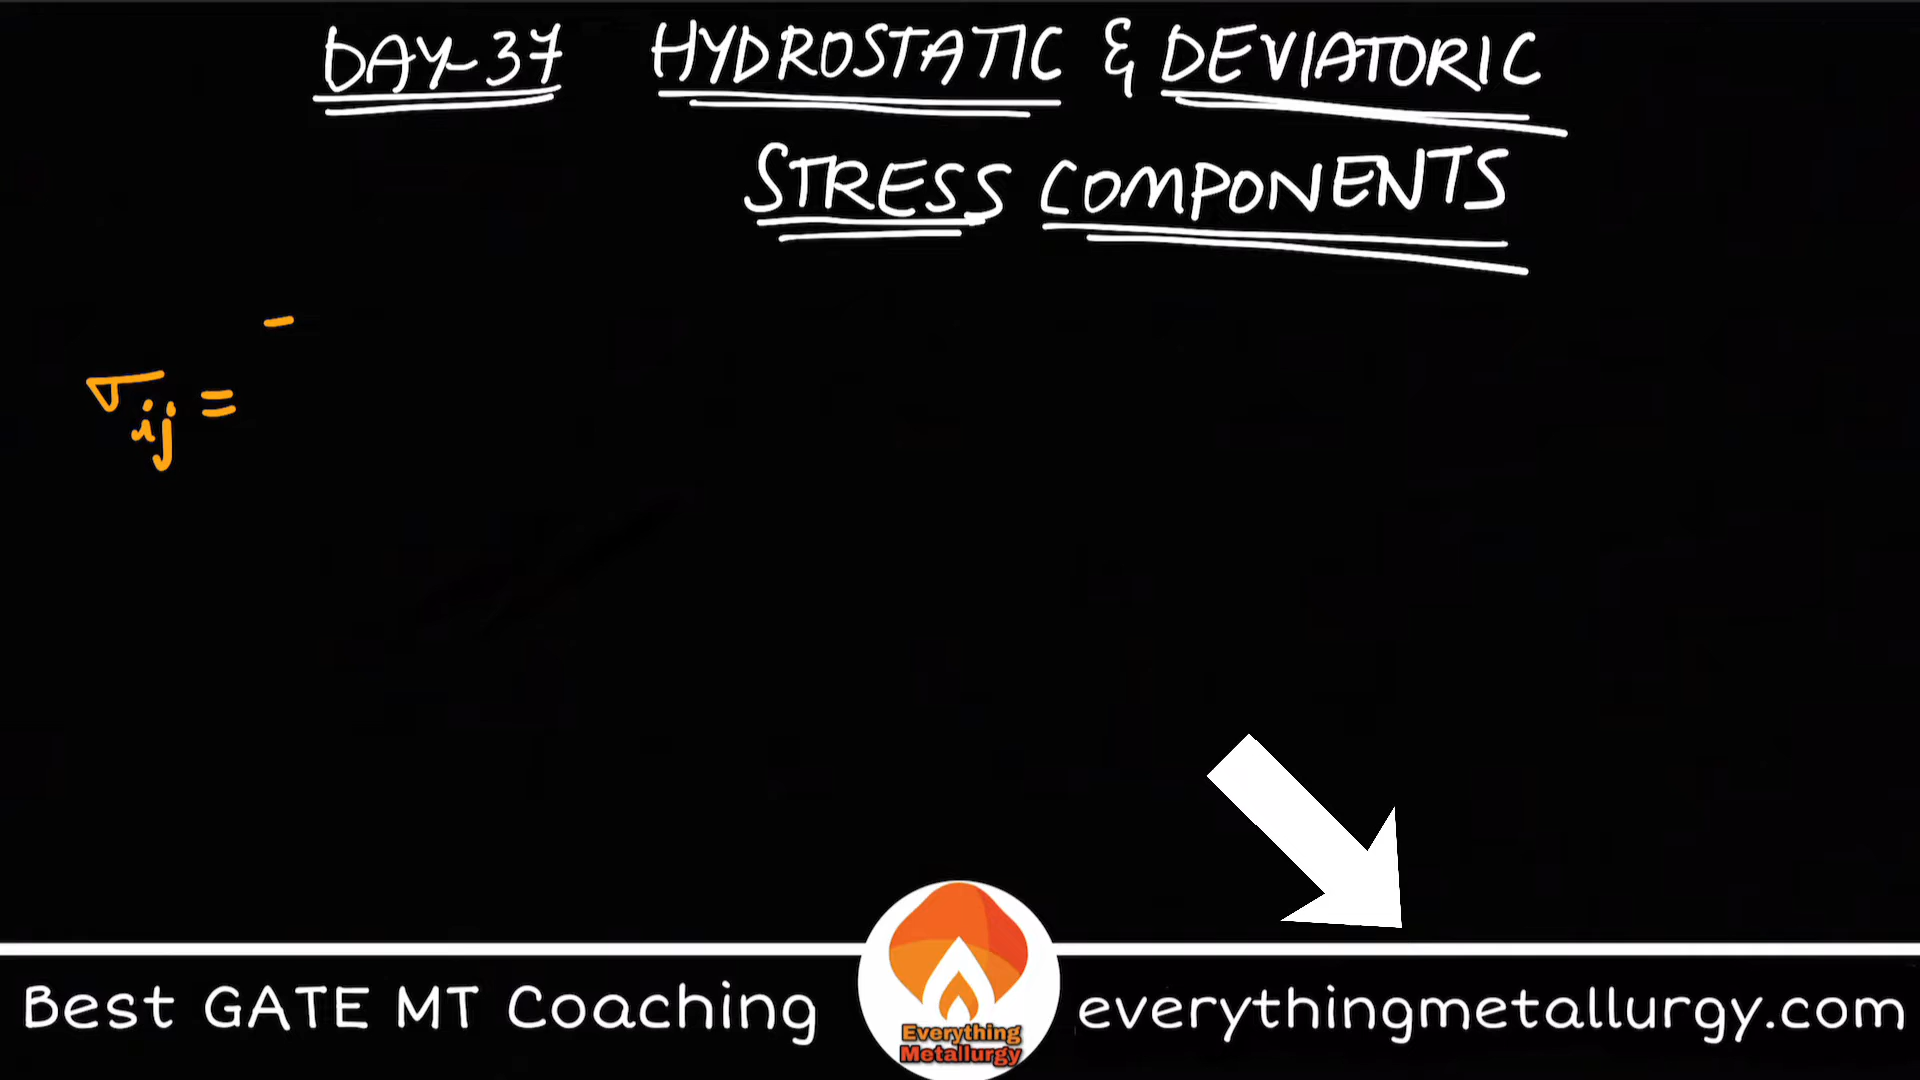 DAY-37 HYDROSTATIC & DEVIATORIC
STRESS COMPONENTS
σij =
Best GATE MT Coaching
Everything
Metallurgy
everythingmetallurgy.com